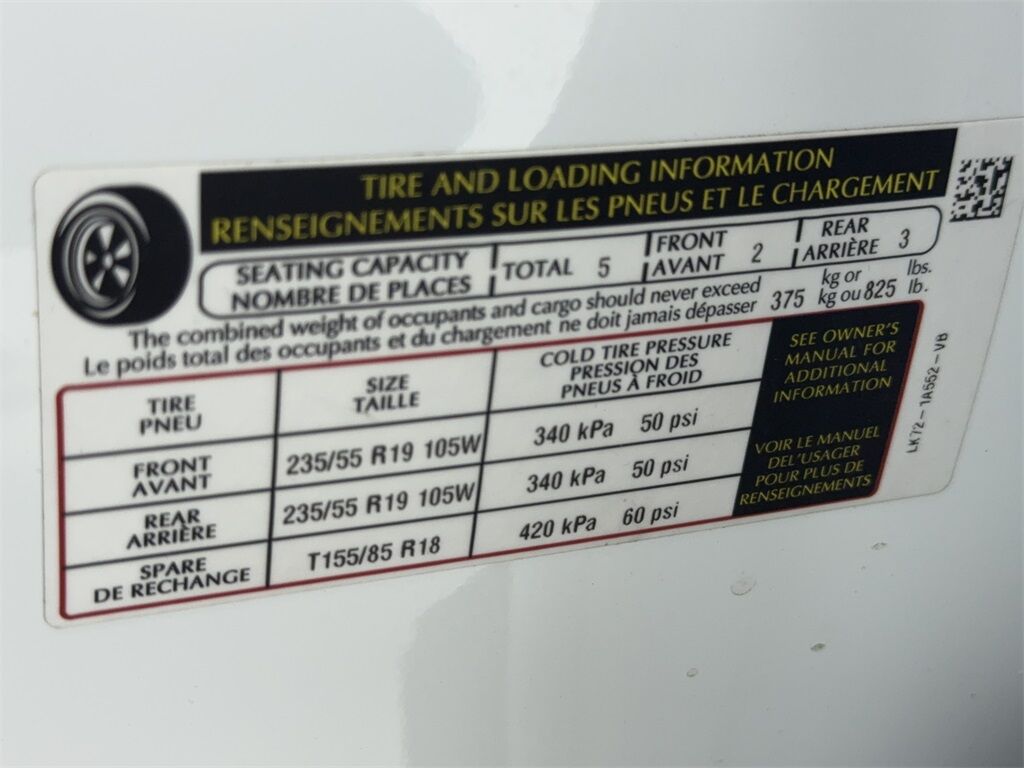 TIRE AND LOADING INFORMATION
RENSEIGNEMENTS SUR LES PNEUS ET LE CHARGEMENT
SEATING CAPACITY
NOMBRE DE PLACES
TOTAL 5
FRONT
AVANT 2
REAR
ARRIÈRE 3
The combined weight of occupants and cargo should never exceed 375 kg or 825 lbs.
Le poids total des occupants et du chargement ne doit jamais dépasser kg ou lb.
TIRE
PNEU
SIZE
TAILLE
COLD TIRE PRESSURE
PRESSION DES
PNEUS À FROID
FRONT
AVANT
235/55 R19 105W
340 kPa 50 psi
REAR
ARRIÈRE
235/55 R19 105W
340 kPa 50 psi
SPARE
DE RECHANGE
T155/85 R18
420 kPa 60 psi
SEE OWNER'S
MANUAL FOR
ADDITIONAL
INFORMATION
VOIR LE MANUEL
DE L'USAGER
POUR PLUS DE
RENSEIGNEMENTS
LK72-1A552-VB